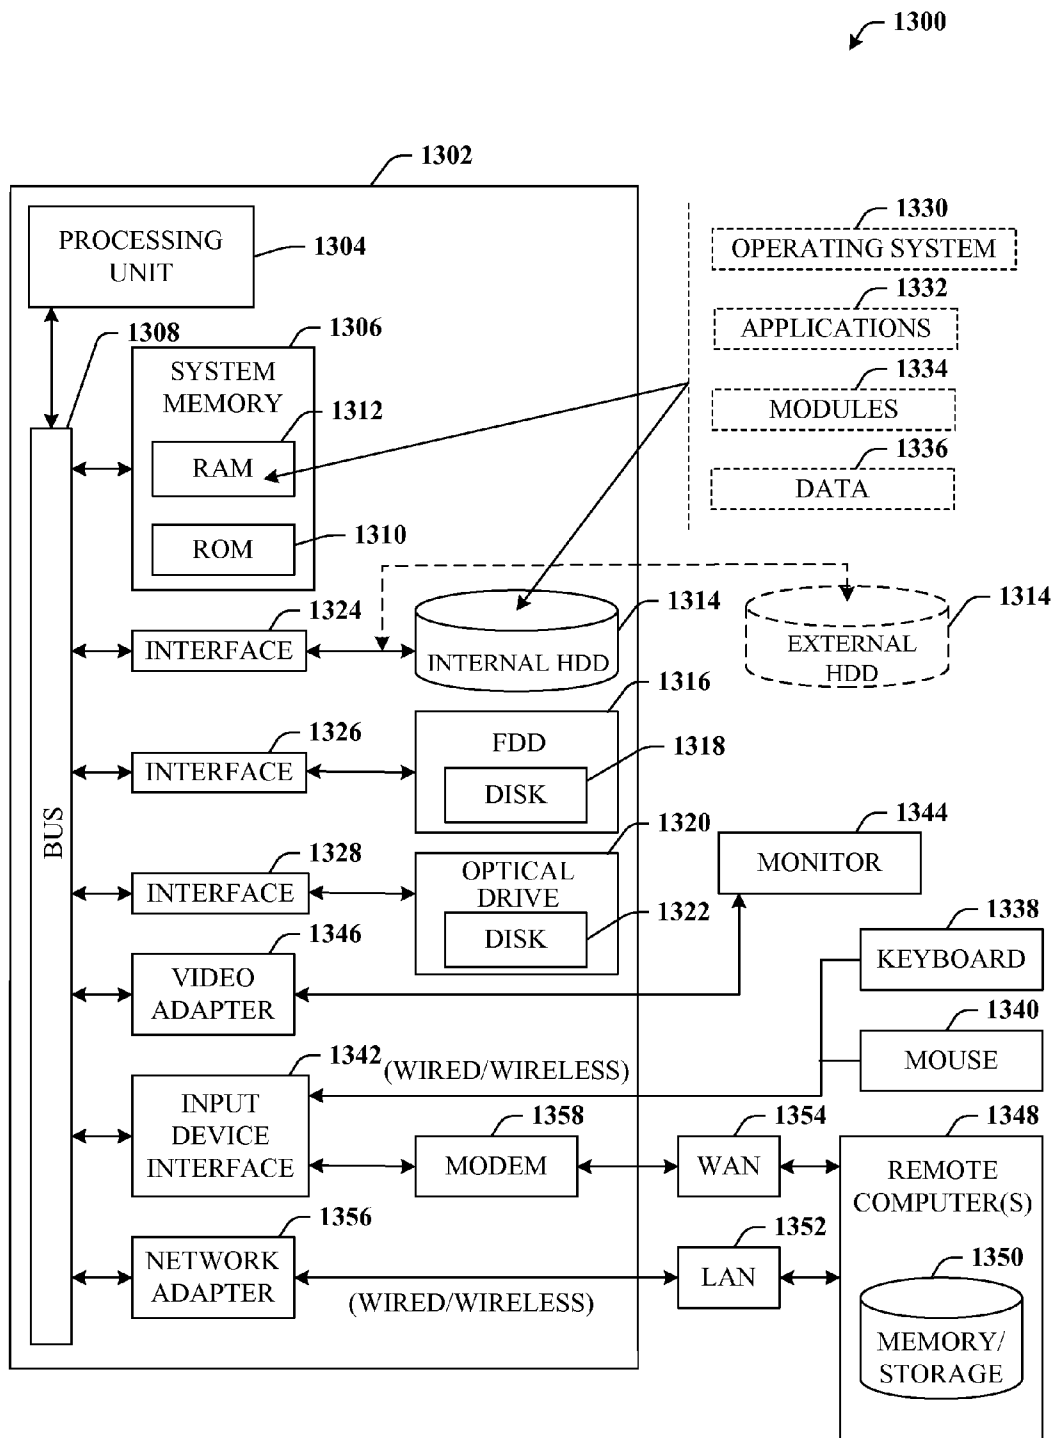 1300
1302
PROCESSING
UNIT
1304
1308
1306
SYSTEM
MEMORY
1312
RAM
ROM
1310
1330
OPERATING SYSTEM
1332
APPLICATIONS
1334
MODULES
1336
DATA
BUS
1324
INTERFACE
INTERNAL HDD
1314
EXTERNAL
HDD
1314
1326
INTERFACE
1316
FDD
1318
DISK
1328
INTERFACE
1320
OPTICAL
DRIVE
1322
DISK
1344
MONITOR
1346
VIDEO
ADAPTER
1338
KEYBOARD
1340
MOUSE
1342
INPUT
DEVICE
INTERFACE
(WIRED/WIRELESS)
1358
MODEM
1354
WAN
1348
REMOTE
COMPUTER(S)
1356
NETWORK
ADAPTER
(WIRED/WIRELESS)
1352
LAN
1350
MEMORY/
STORAGE